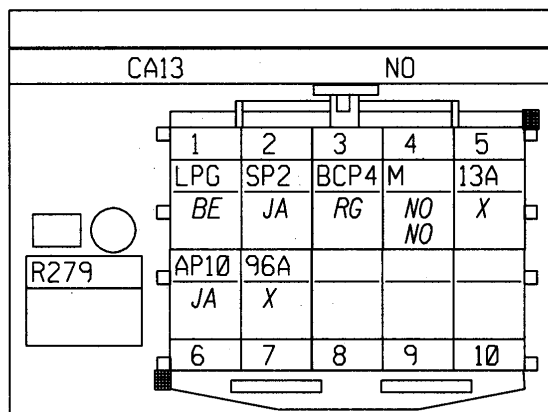 CA13 NO
1 2 3 4 5
LPG SP2 BCP4 M 13A
BE JA RG NO X
NO
R279
AP10 96A
JA X
6 7 8 9 10